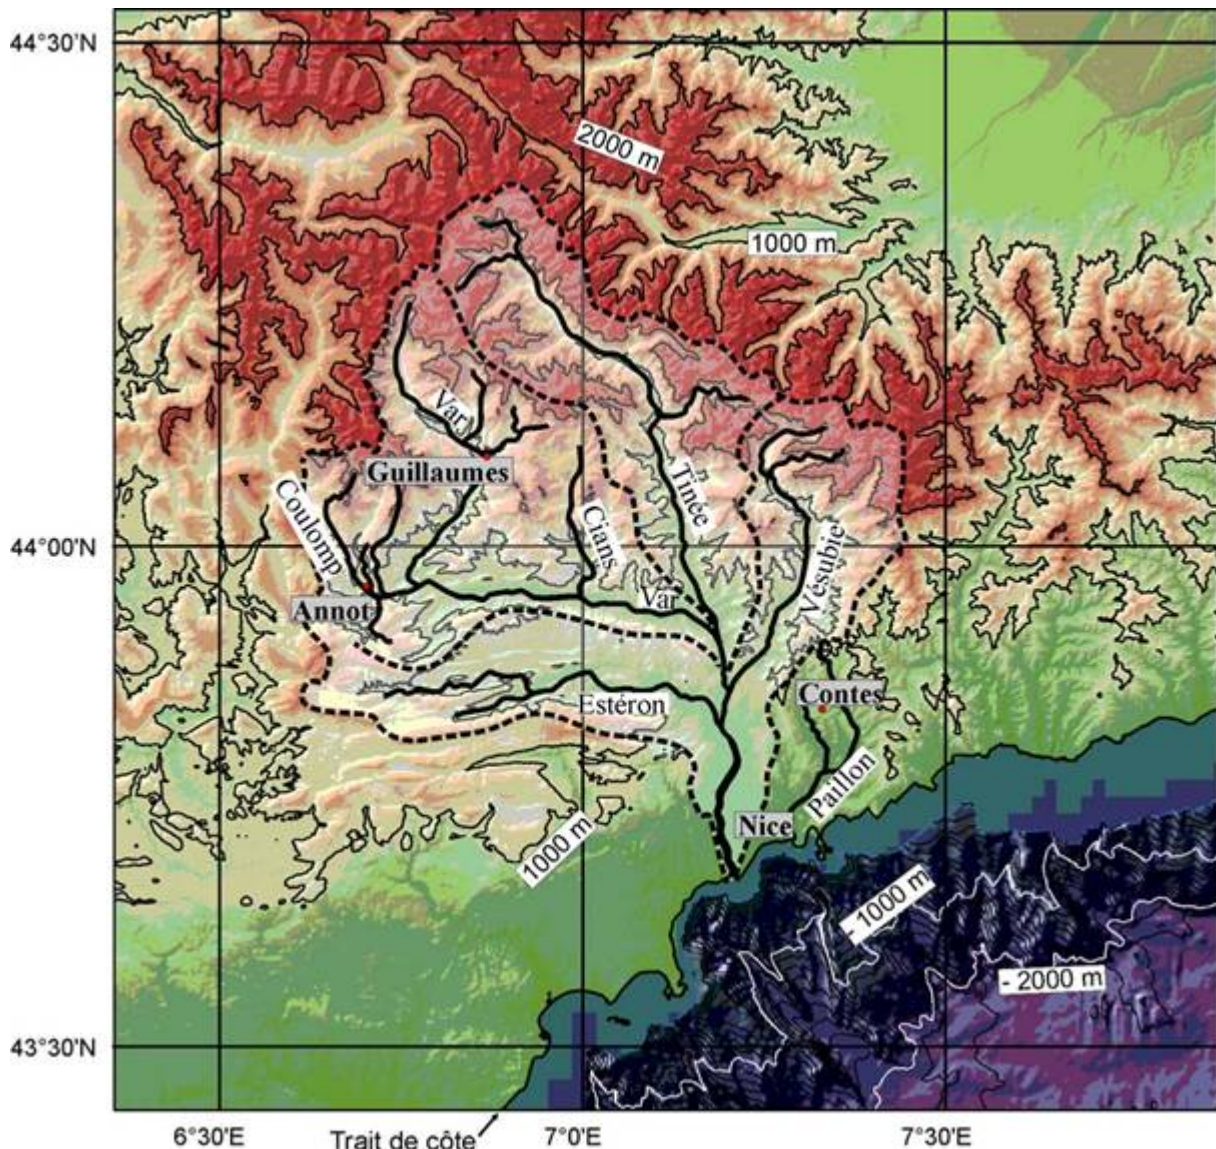 44°30'N
2000 m
1000 m
Var
Guillaumes
Coulomp
Cians
Tinée
Vésubie
44°00'N
Annot
Var
Estéron
Contes
Paillon
Nice
1000 m
- 1000 m
- 2000 m
43°30'N
6°30'E
7°0'E
7°30'E
Trait de côte